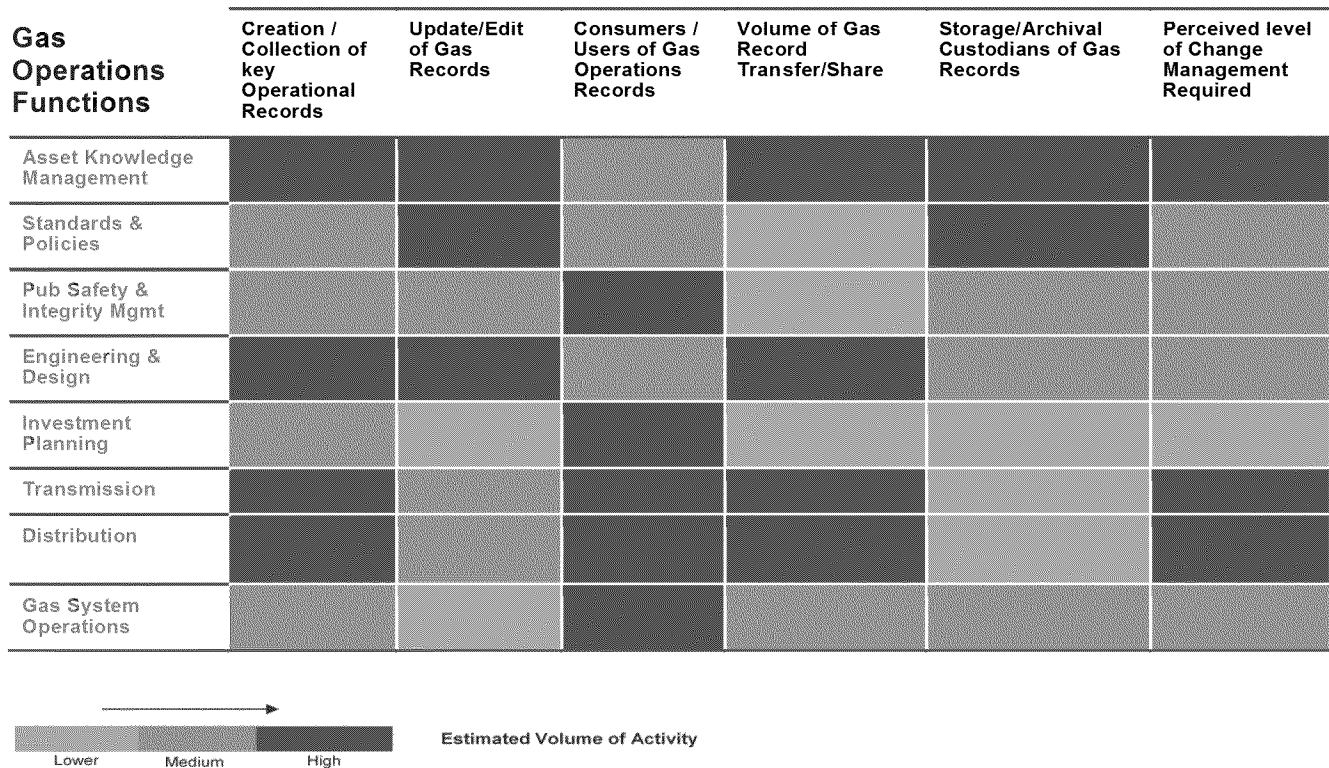 Gas
Operations
Functions
Creation /
Collection of
key
Operational
Records
Update/Edit
of Gas
Records
Consumers /
Users of Gas
Operations
Records
Volume of Gas
Record
Transfer/Share
Storage/Archival
Custodians of Gas
Records
Perceived level
of Change
Management
Required
Asset Knowledge
Management
Standards &
Policies
Pub Safety &
Integrity Mgmt
Engineering &
Design
Investment
Planning
Transmission
Distribution
Gas System
Operations
Lower
Medium
High
Estimated Volume of Activity